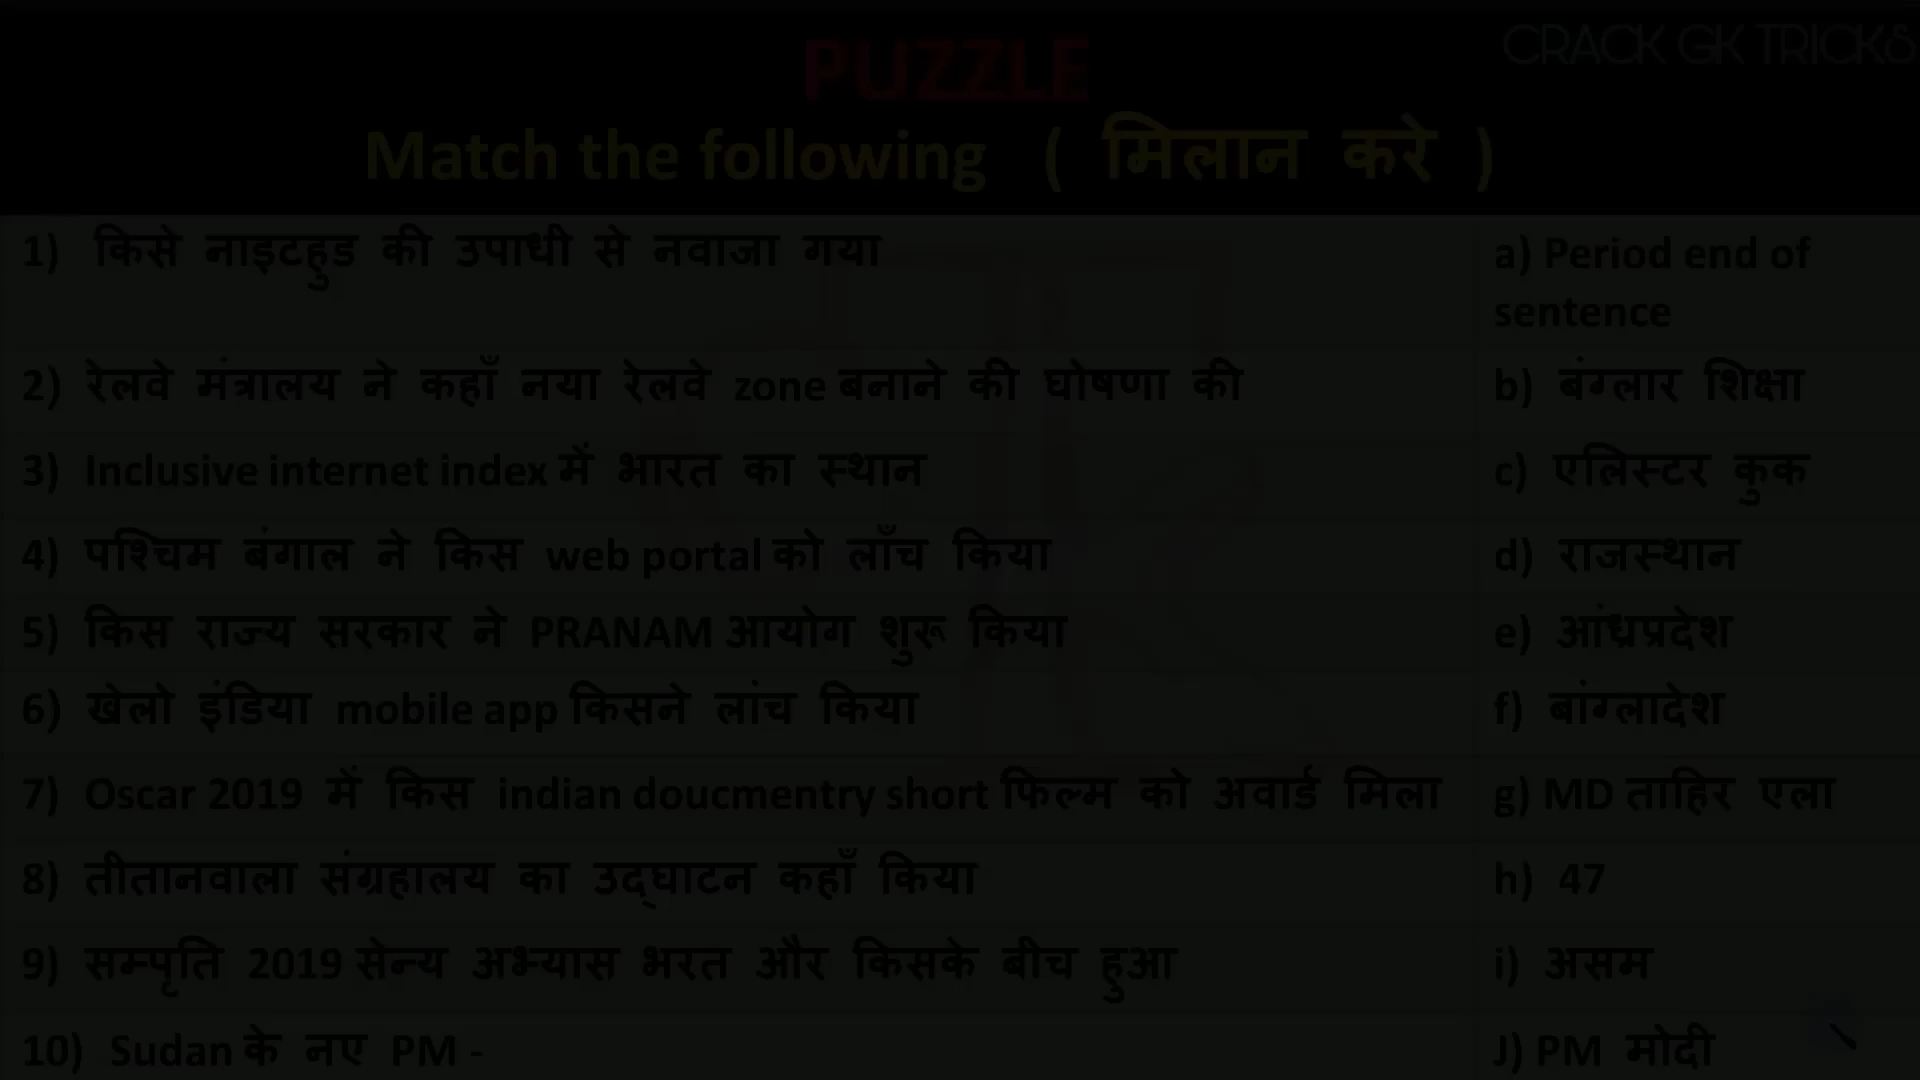 CRACK GK TRICKS
PUZZLE
Match the following ( मिलान करे )
1) किसे नाइटहुड की उपाधी से नवाजा गया
a) Period end of
sentence
2) रेलवे मंत्रालय ने कहाँ नया रेलवे zone बनाने की घोषणा की
b) बंग्लार शिक्षा
3) Inclusive internet index में भारत का स्थान
c) एलिस्टर कुक
4) पश्चिम बंगाल ने किस web portal को लाँच किया
d) राजस्थान
5) किस राज्य सरकार ने PRANAM आयोग शुरू किया
e) आंध्रप्रदेश
6) खेलो इंडिया mobile app किसने लांच किया
f) बांग्लादेश
7) Oscar 2019 में किस indian doucmentry short फिल्म को अवार्ड मिला
g) MD ताहिर एला
8) तीतानवाला संग्रहालय का उद्घाटन कहाँ किया
h) 47
9) सम्पृति 2019 सेन्य अभ्यास भरत और किसके बीच हुआ
i) असम
10) Sudan के नए PM -
J) PM मोदी